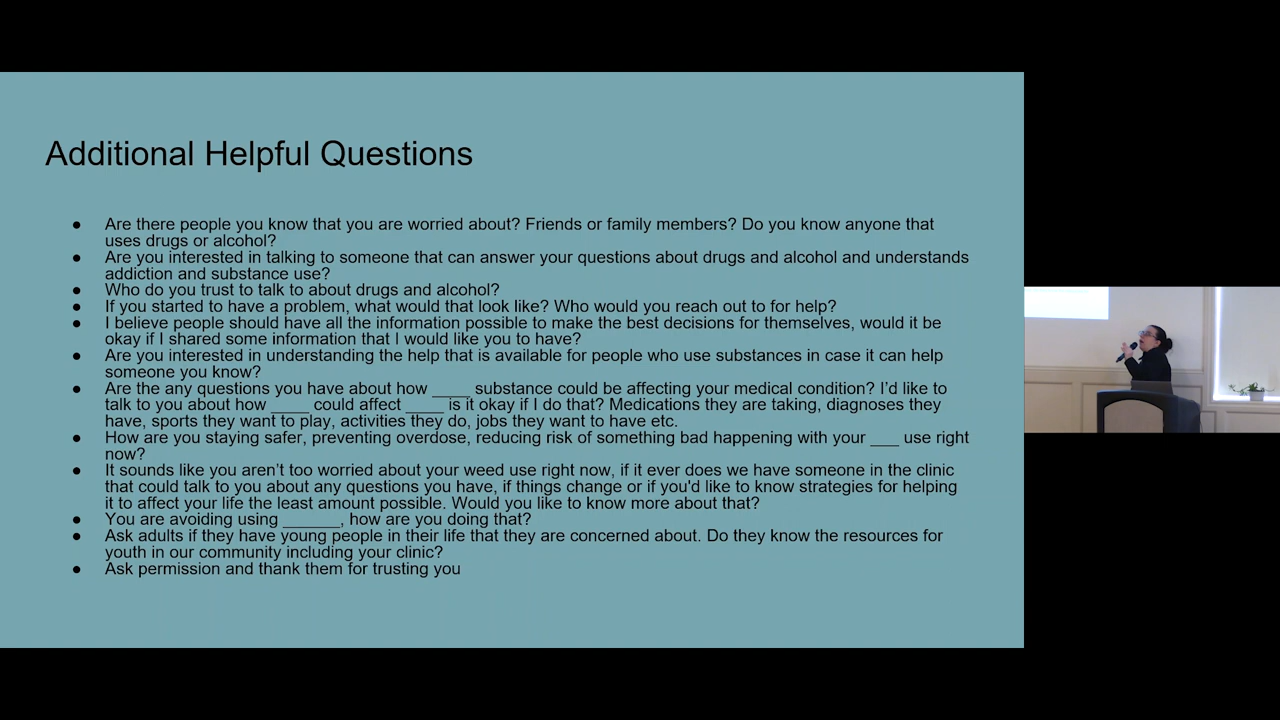 Additional Helpful Questions
● Are there people you know that you are worried about? Friends or family members? Do you know anyone that
uses drugs or alcohol?
● Are you interested in talking to someone that can answer your questions about drugs and alcohol and understands
addiction and substance use?
● Who do you trust to talk to about drugs and alcohol?
● If you started to have a problem, what would that look like? Who would you reach out to for help?
● I believe people should have all the information possible to make the best decisions for themselves, would it be
okay if I shared some information that I would like you to have?
● Are you interested in understanding the help that is available for people who use substances in case it can help
someone you know?
● Are the any questions you have about how ____ substance could be affecting your medical condition? I'd like to
talk to you about how ____ could affect ____ is it okay if I do that? Medications they are taking, diagnoses they
have, sports they want to play, activities they do, jobs they want to have etc.
● How are you staying safer, preventing overdose, reducing risk of something bad happening with your ___ use right
now?
● It sounds like you aren't too worried about your weed use right now, if it ever does we have someone in the clinic
that could talk to you about any questions you have, if things change or if you'd like to know strategies for helping
it to affect your life the least amount possible. Would you like to know more about that?
● You are avoiding using ______, how are you doing that?
● Ask adults if they have young people in their life that they are concerned about. Do they know the resources for
youth in our community including your clinic?
● Ask permission and thank them for trusting you